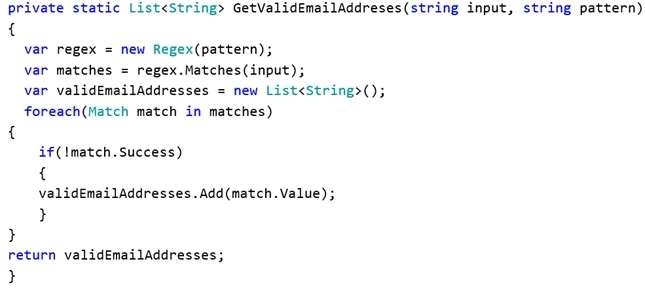 private static List<String> GetValidEmailAddreses(string input, string pattern)
{
var regex = new Regex(pattern);
var matches = regex.Matches(input);
var validEmailAddresses = new List<String>();
foreach(Match match in matches)
{
if(!match.Success)
{
validEmailAddresses.Add(match.Value);
}
}
return validEmailAddresses;
}